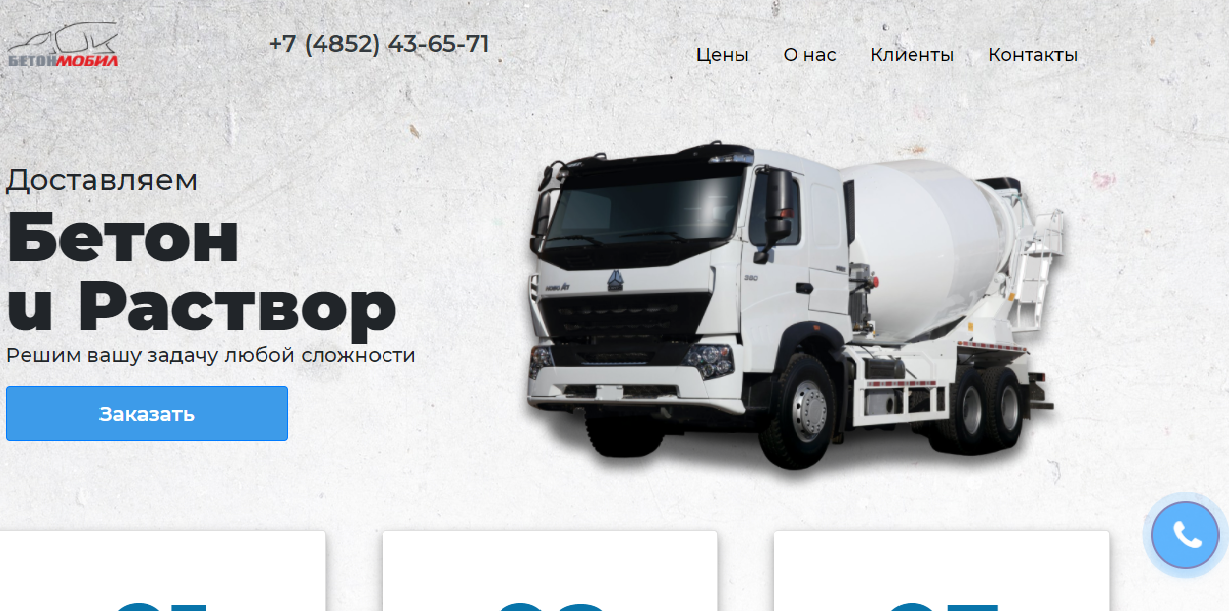 БЕТОНМОБИЛ
+7 (4852) 43-65-71
Цены О нас Клиенты Контакты
Доставляем
Бетон
и Раствор
Решим вашу задачу любой сложности
Заказать